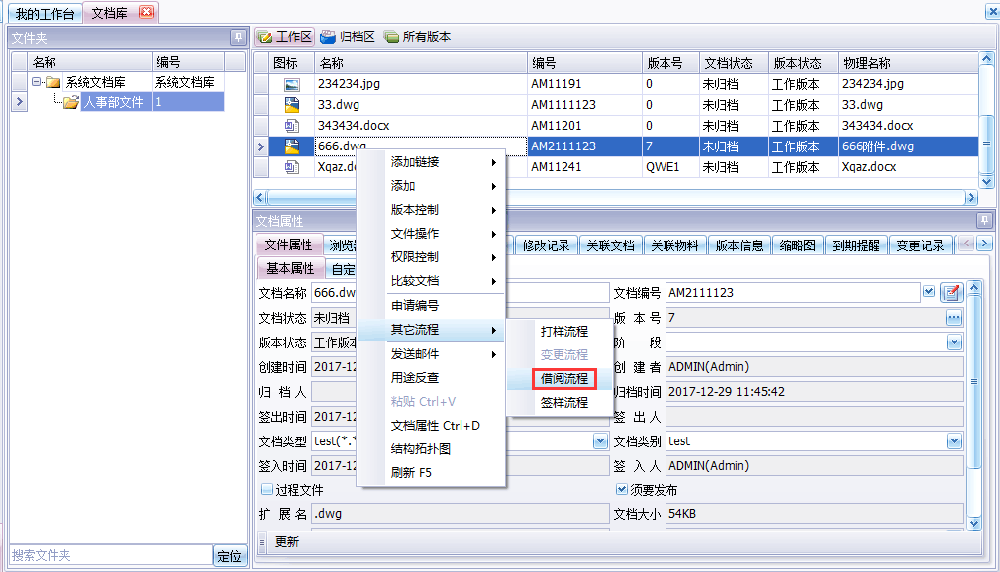 我的工作台 文档库
文件夹
名称 编号
系统文档库 系统文档库
人事部文件 1
搜索文件夹 定位
工作区 归档区 所有版本
图标 名称 编号 版本号 文档状态 版本状态 物理名称
234234.jpg AM11191 0 未归档 工作版本 234234.jpg
33.dwg AM1111123 0 未归档 工作版本 33.dwg
343434.docx AM11201 0 未归档 工作版本 343434.docx
666.dwg AM2111123 7 未归档 工作版本 666附件.dwg
Xqaz.d AM11241 QWE1 未归档 工作版本 Xqaz.docx
添加链接
添加
版本控制
文件操作
权限控制
比较文档
申请编号
其它流程
发送邮件
用途反查
粘贴 Ctrl+V
文档属性 Ctr+D
结构拓扑图
刷新 F5
打样流程
变更流程
借阅流程
签样流程
文档属性
文件属性 浏览 修改记录 关联文档 关联物料 版本信息 缩略图 到期提醒 变更记录
基本属性 自定
文档名称 666.dw 文档编号 AM2111123
文档状态 未归档 版 本 号 7
版本状态 工作版本 阶 段
创建时间 2017-12 创 建 者 ADMIN(Admin)
归 档 人 归档时间 2017-12-29 11:45:42
签出时间 2017-12 签 出 人
文档类型 test(*.* 文档类别 test
签入时间 2017-12 签 入 人 ADMIN(Admin)
过程文件 须要发布
扩 展 名 .dwg 文档大小 54KB
更新